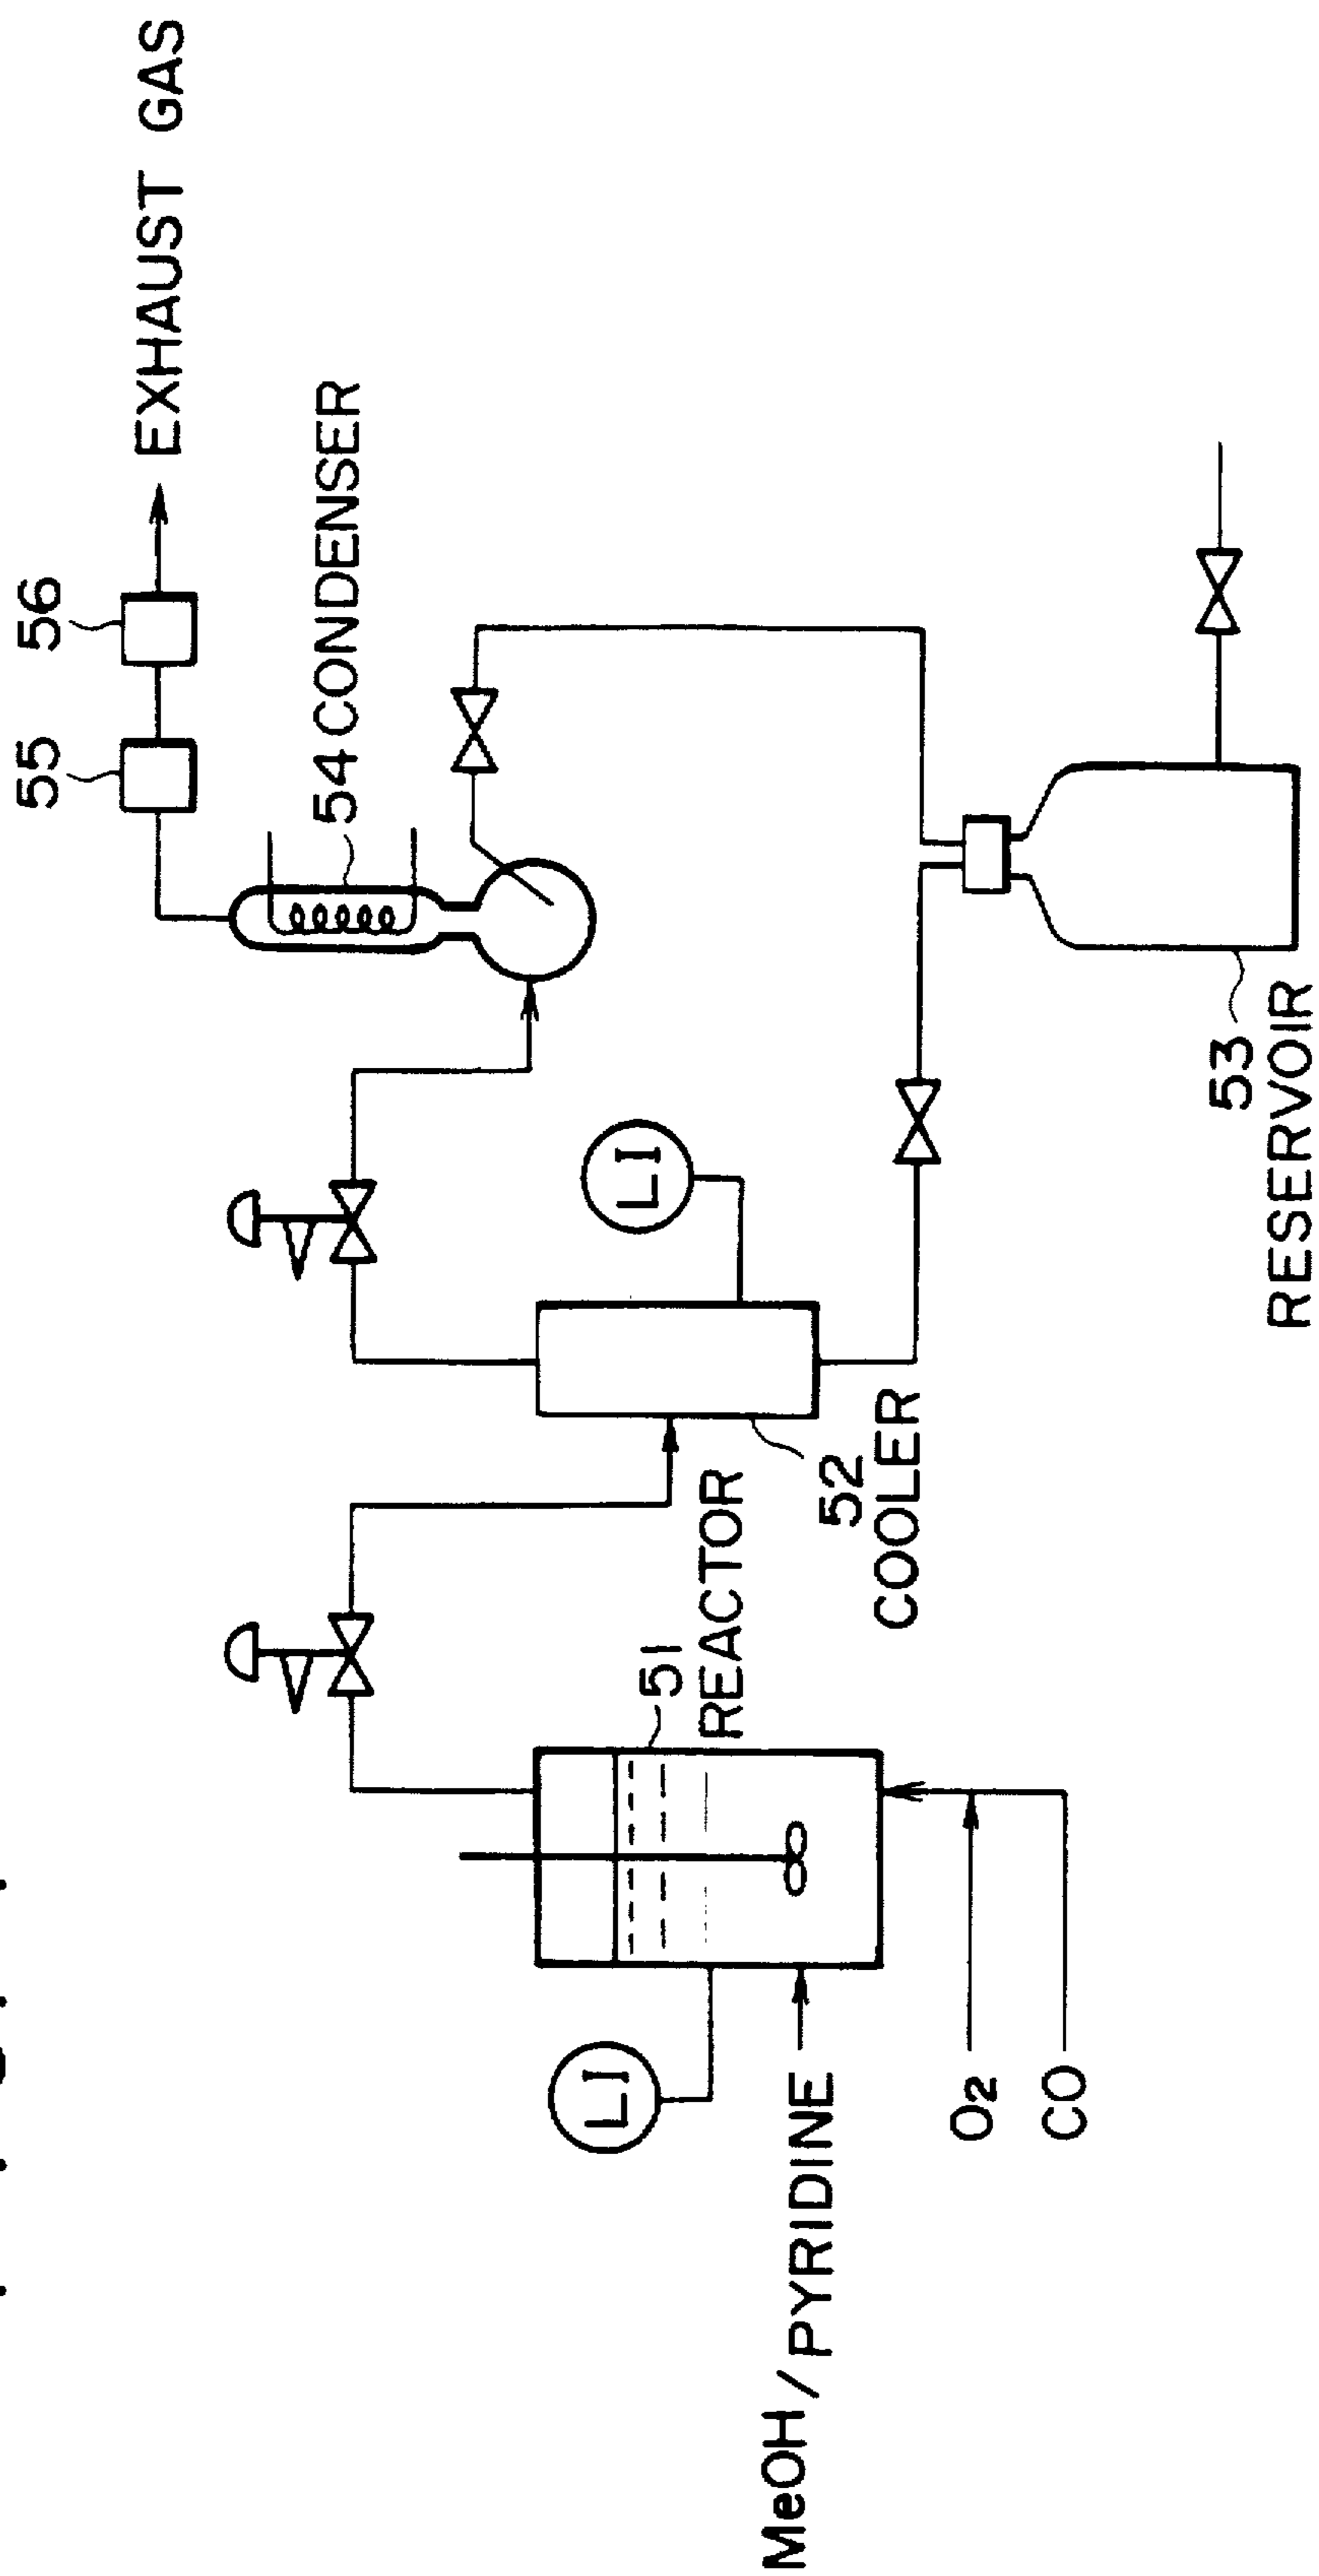 EXHAUST GAS
56
55
54 CONDENSER
LI
53
RESERVOIR
52
COOLER
51
REACTOR
LI
MeOH/PYRIDINE
O2
CO